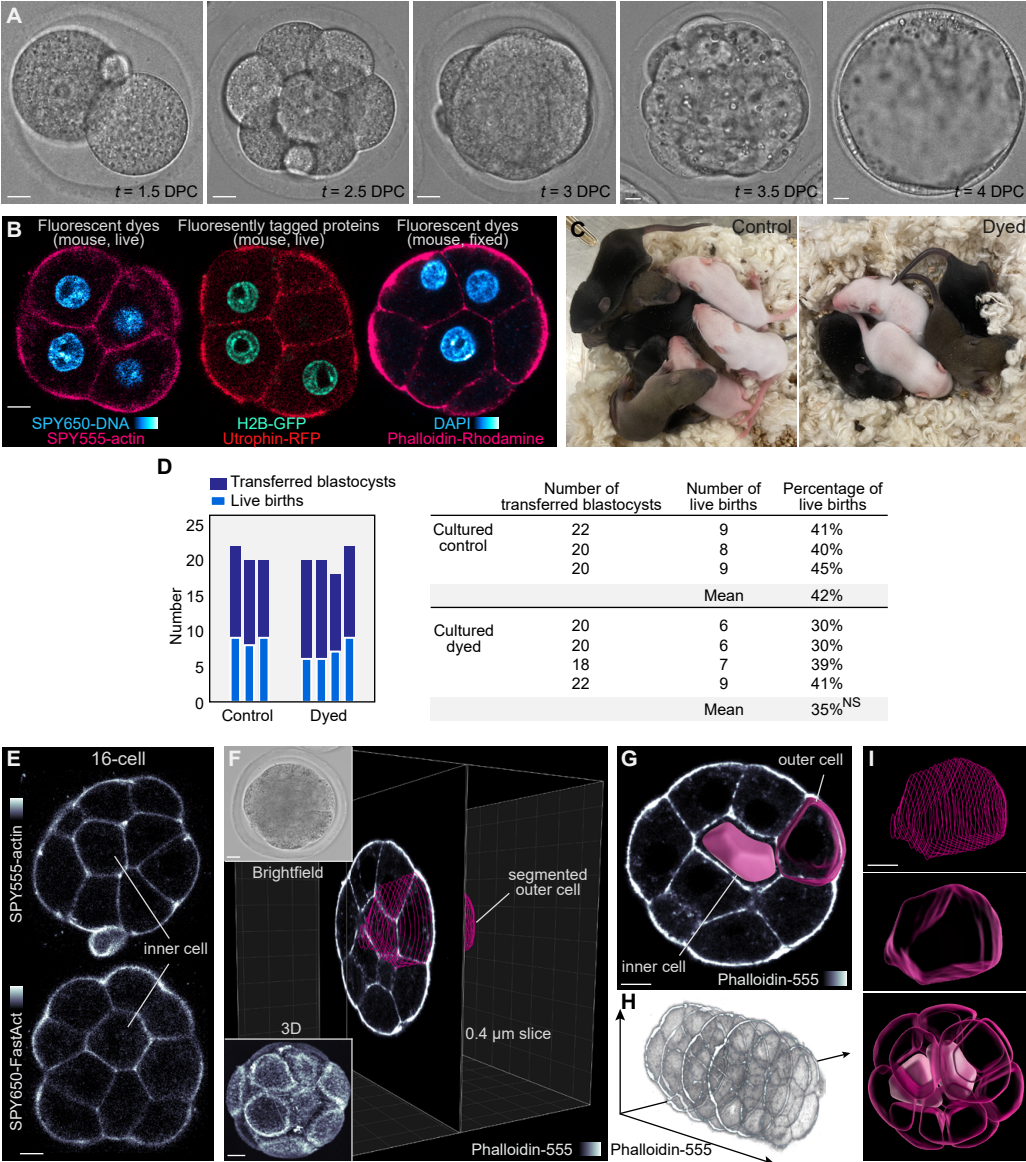 A
t = 1.5 DPC
t = 2.5 DPC
t = 3 DPC
t = 3.5 DPC
t = 4 DPC
B
Fluorescent dyes
(mouse, live)
SPY650-DNA
SPY555-actin
Fluoresently tagged proteins
(mouse, live)
H2B-GFP
Utrophin-RFP
Fluorescent dyes
(mouse, fixed)
DAPI
Phalloidin-Rhodamine
C
Control
Dyed
D
Transferred blastocysts
Live births
Number
25
20
15
10
5
0
Control
Dyed
Number of transferred blastocysts
Number of live births
Percentage of live births
Cultured control
22 9 41%
20 8 40%
20 9 45%
Mean 42%
Cultured dyed
20 6 30%
20 6 30%
18 7 39%
22 9 41%
Mean 35%NS
E
16-cell
SPY555-actin
inner cell
SPY650-FastAct
F
Brightfield
segmented
outer cell
3D
0.4 µm slice
Phalloidin-555
G
outer cell
inner cell
Phalloidin-555
H
Phalloidin-555
I